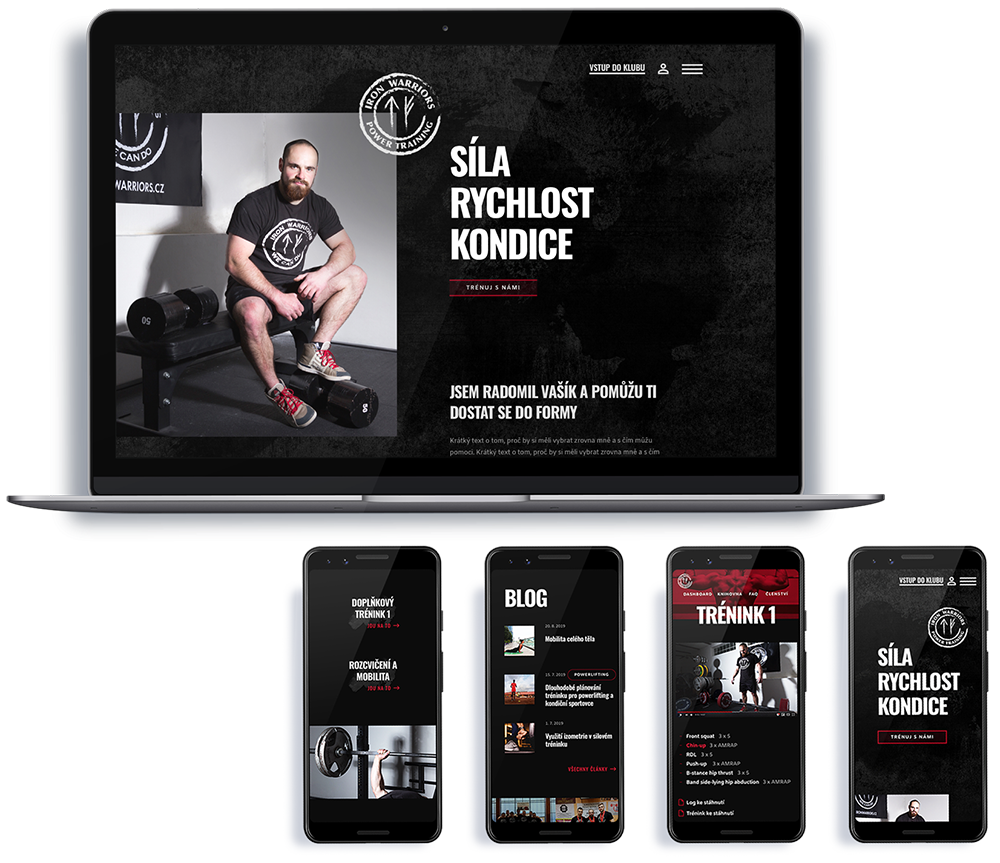 VSTUP DO KLUBU
IRON WARRIORS
POWER TRAINING
E CAN DO
WARRIORS.CZ
IRON WARRIORS
WE CAN DO
50
50
SÍLA
RYCHLOST
KONDICE
TRÉNUJ S NÁMI
JSEM RADOMIL VAŠÍK A POMŮŽU TI
DOSTAT SE DO FORMY
Krátký text o tom, proč by si měli vybrat zrovna mně a s čím můžu
pomoci. Krátký text o tom, proč by si měli vybrat zrovna mně a s čím
DOPLŇKOVÝ
TRÉNINK 1
JDU NA TO →
ROZCVIČENÍ A
MOBILITA
JDU NA TO →
BLOG
20. 8. 2019
Mobilita celého těla
15. 7. 2019 POWERLIFTING
Dlouhodobé plánování
tréninku pro powerlifting a
kondiční sportovce
1. 7. 2019
Využití izometrie v silovém
tréninku
VŠECHNY ČLÁNKY →
DASHBOARD KNIHOVNA FAQ ČLENSTVÍ
TRÉNINK 1
Front squat 3 x 5
Chin-up 3 x AMRAP
RDL 3 x 5
Push-up 3 x AMRAP
B-stance hip thrust 3 x 5
Band side-lying hip abduction 3 x AMRAP
Log ke stáhnutí
Trénink ke stáhnutí
VSTUP DO KLUBU
IRON WARRIORS
POWER TRAINING
SÍLA
RYCHLOST
KONDICE
TRÉNUJ S NÁMI